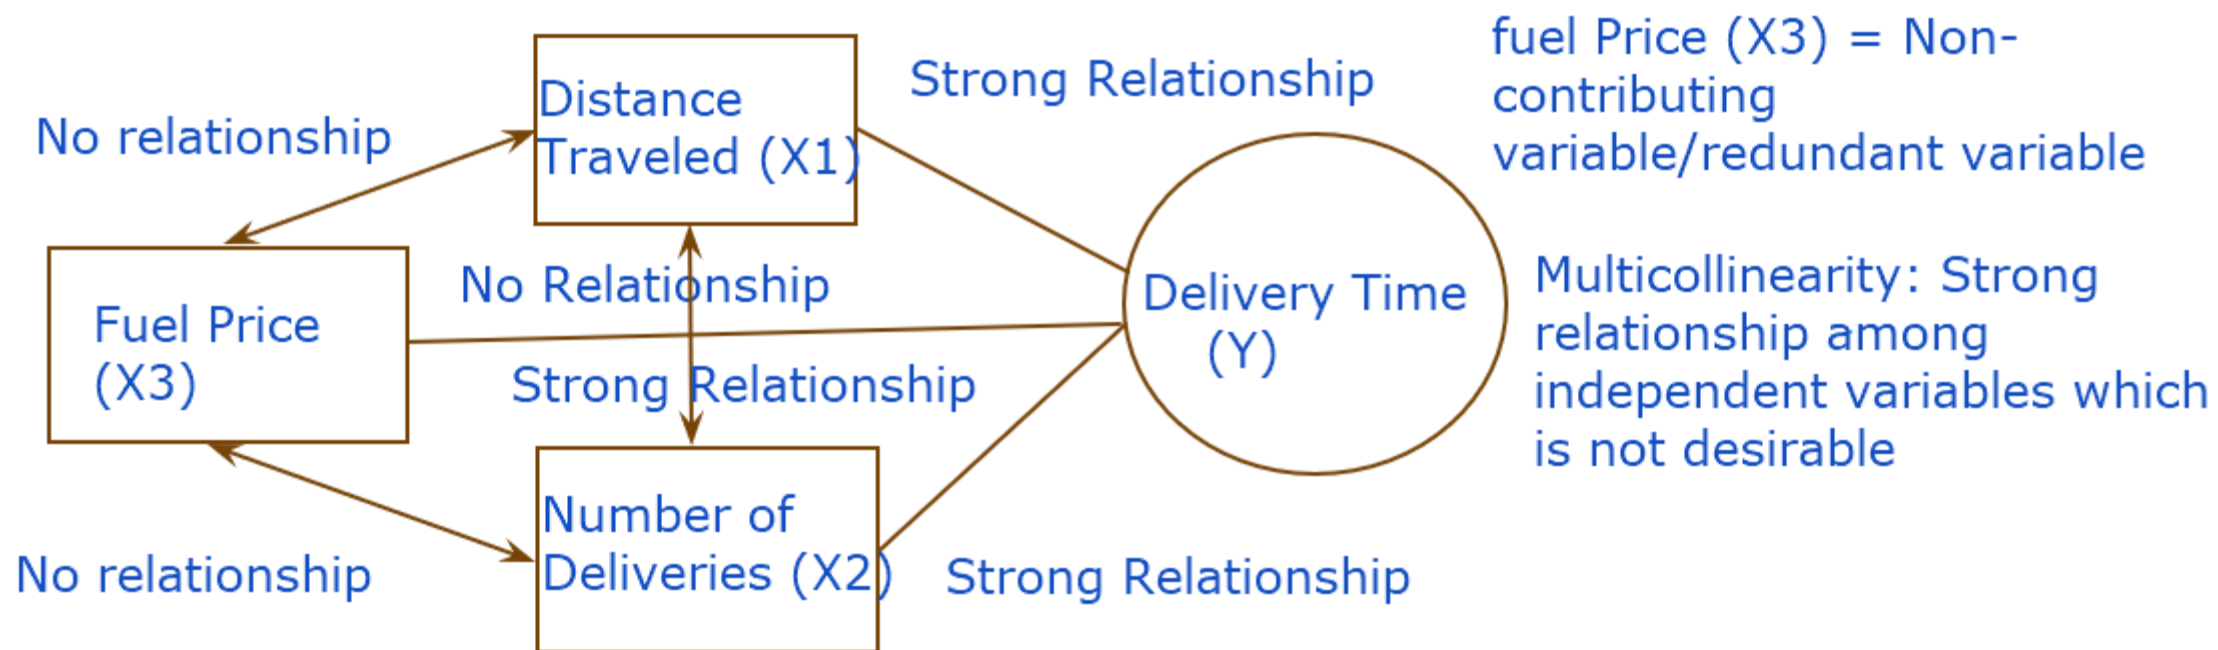 No relationship
Distance
Traveled (X1)
Strong Relationship
fuel Price (X3) = Non-
contributing
variable/redundant variable
Fuel Price
(X3)
No Relationship
Strong Relationship
Delivery Time
(Y)
Multicollinearity: Strong
relationship among
independent variables which
is not desirable
No relationship
Number of
Deliveries (X2)
Strong Relationship